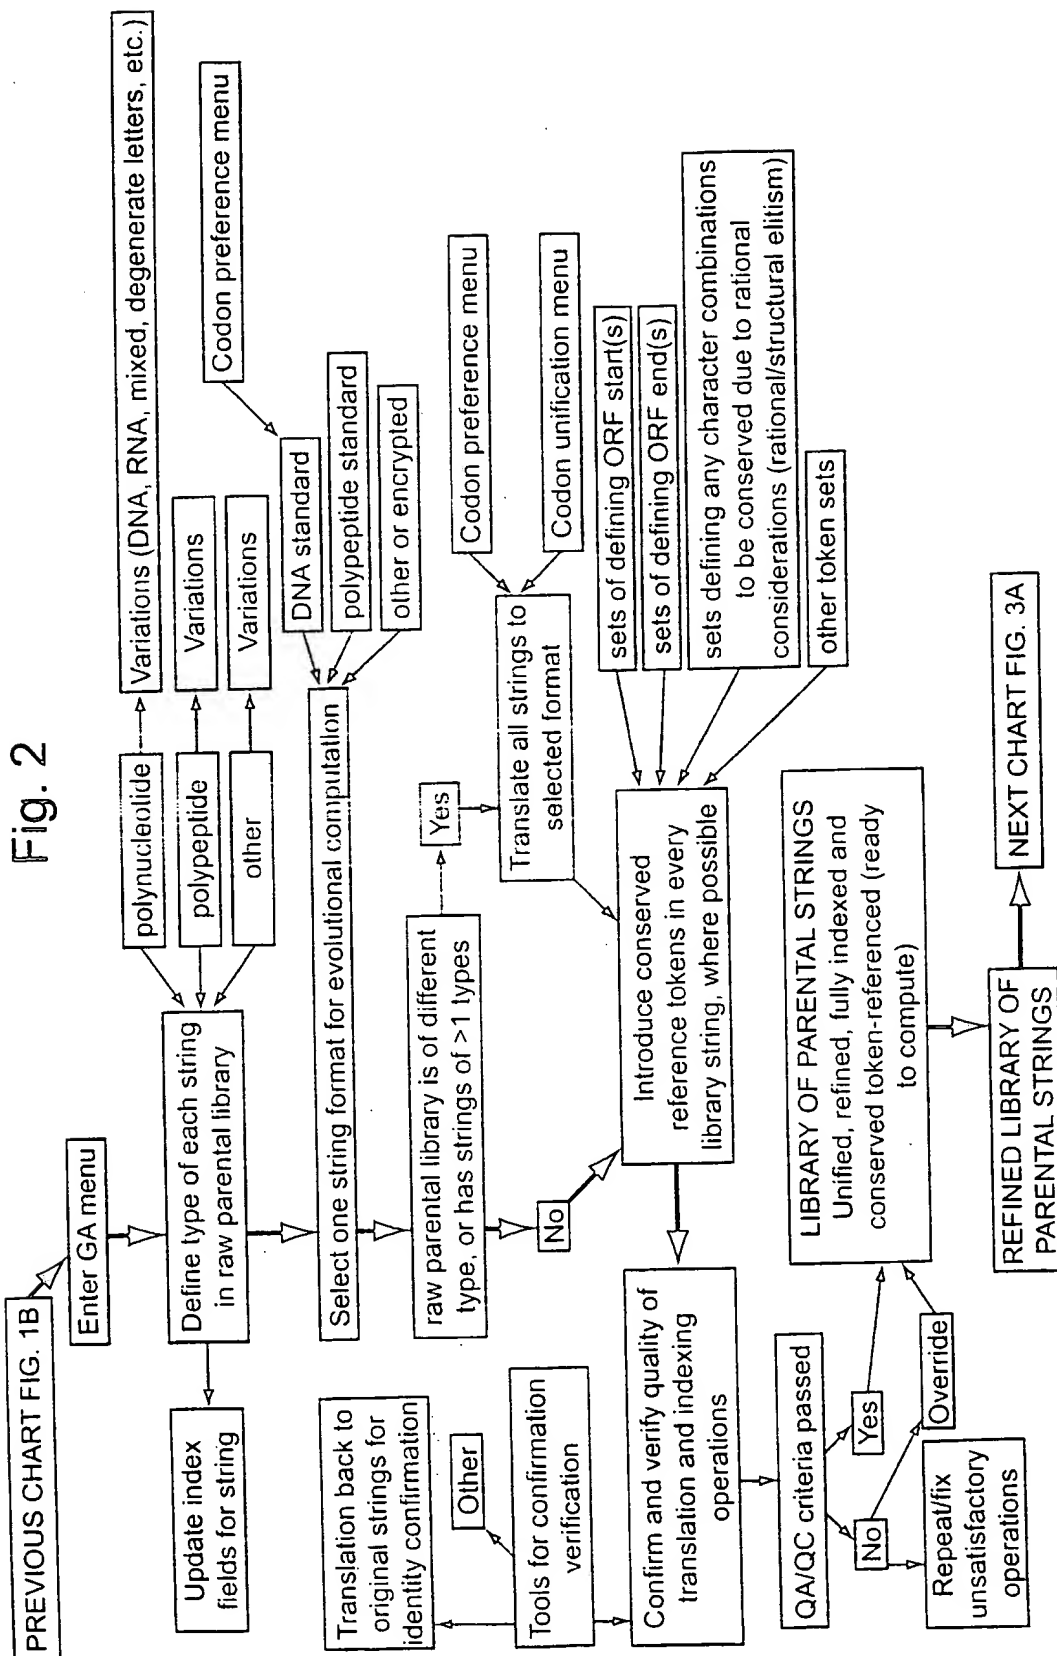 Fig. 2
PREVIOUS CHART FIG. 1B
Enter GA menu
Define type of each string
in raw parental library
Update index
fields for string
polynucleotide
polypeptide
other
Variations (DNA, RNA, mixed, degenerate letters, etc.)
Variations
Variations
Select one string format for evolutional computation
DNA standard
polypeptide standard
other or encrypted
Codon preference menu
raw parental library is of different
type, or has strings of >1 types
Yes
No
Translate all strings to
selected format
Codon preference menu
Codon unification menu
Introduce conserved
reference tokens in every
library string, where possible
sets of defining ORF start(s)
sets of defining ORF end(s)
sets defining any character combinations
to be conserved due to rational
considerations (rational/structural elitism)
other token sets
Translation back to
original strings for
identity confirmation
Other
Tools for confirmation
verification
Confirm and verify quality of
translation and indexing
operations
QA/QC criteria passed
Yes
No
Override
Repeat/fix
unsatisfactory
operations
LIBRARY OF PARENTAL STRINGS
Unified, refined, fully indexed and
conserved token-referenced (ready
to compute)
REFINED LIBRARY OF
PARENTAL STRINGS
NEXT CHART FIG. 3A